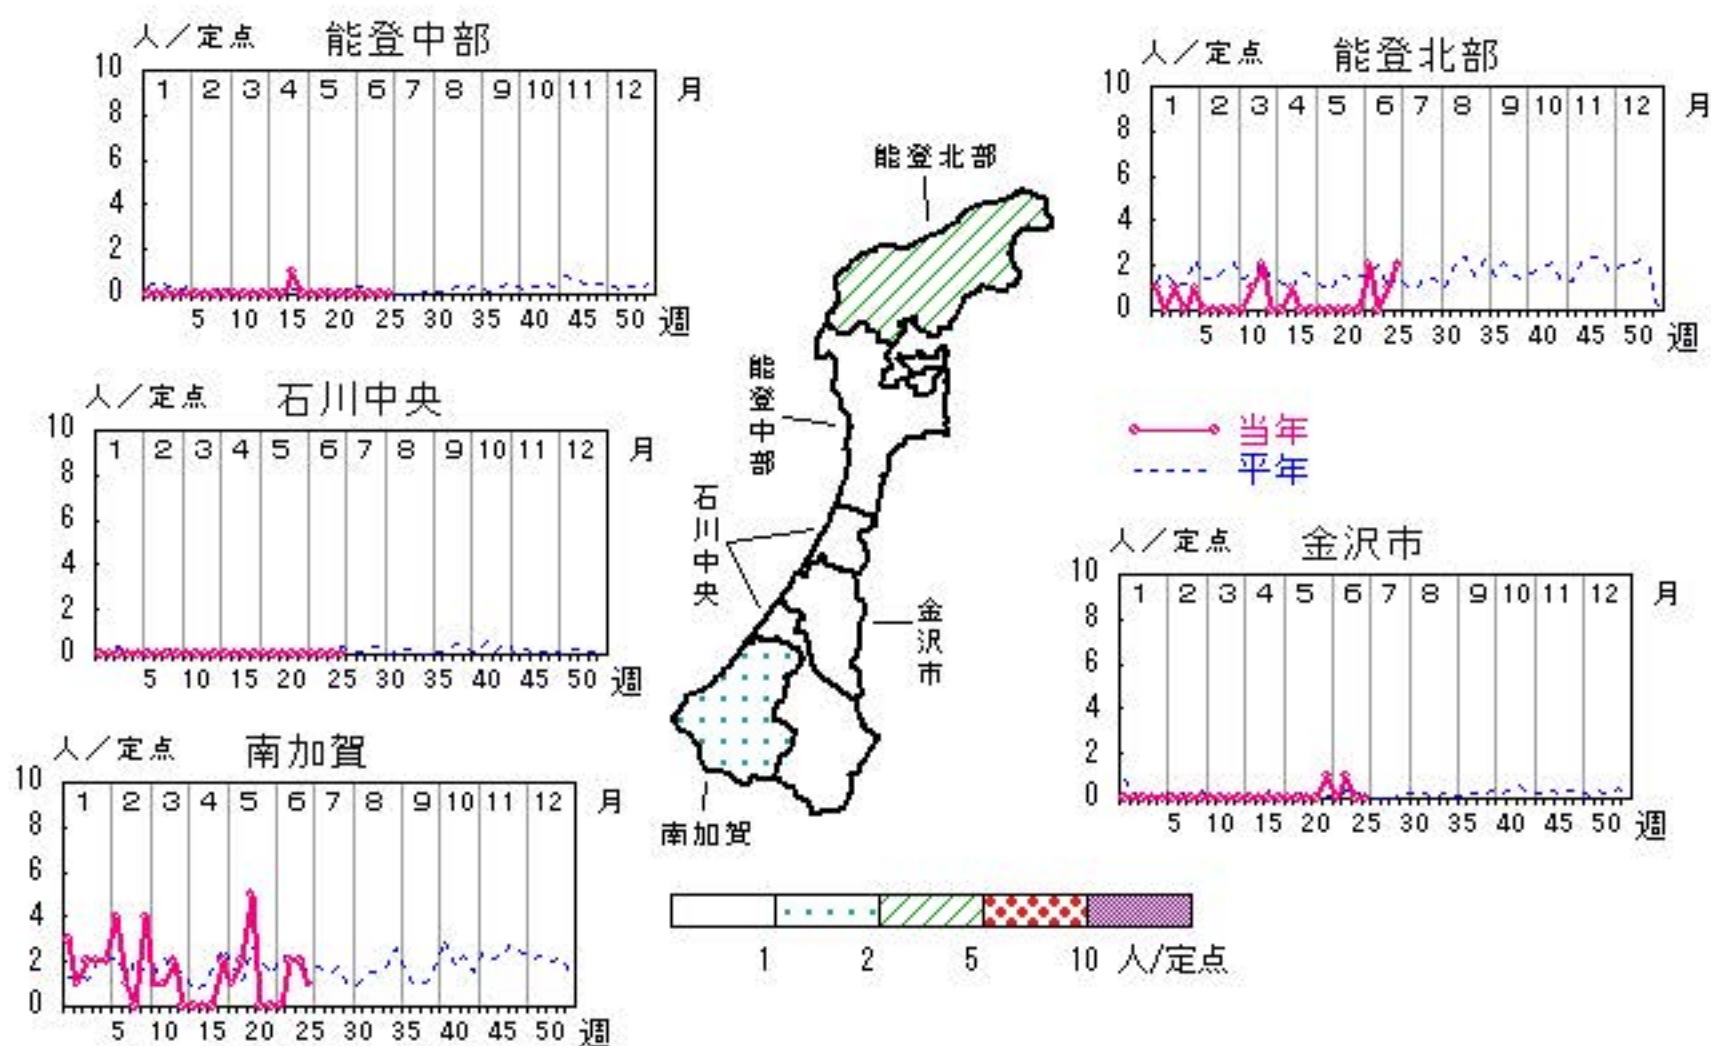 人／定点 能登中部
10 8 6 4 2 0
1 2 3 4 5 6 7 8 9 10 11 12 月
5 10 15 20 25 30 35 40 45 50 週
人／定点 能登北部
10 8 6 4 2 0
1 2 3 4 5 6 7 8 9 10 11 12 月
5 10 15 20 25 30 35 40 45 50 週
人／定点 石川中央
10 8 6 4 2 0
1 2 3 4 5 6 7 8 9 10 11 12 月
5 10 15 20 25 30 35 40 45 50 週
能登北部
能登中部
石川中央
金沢市
南加賀
当年
平年
人／定点 金沢市
10 8 6 4 2 0
1 2 3 4 5 6 7 8 9 10 11 12 月
5 10 15 20 25 30 35 40 45 50 週
人／定点 南加賀
10 8 6 4 2 0
1 2 3 4 5 6 7 8 9 10 11 12 月
5 10 15 20 25 30 35 40 45 50 週
1 2 5 10 人/定点